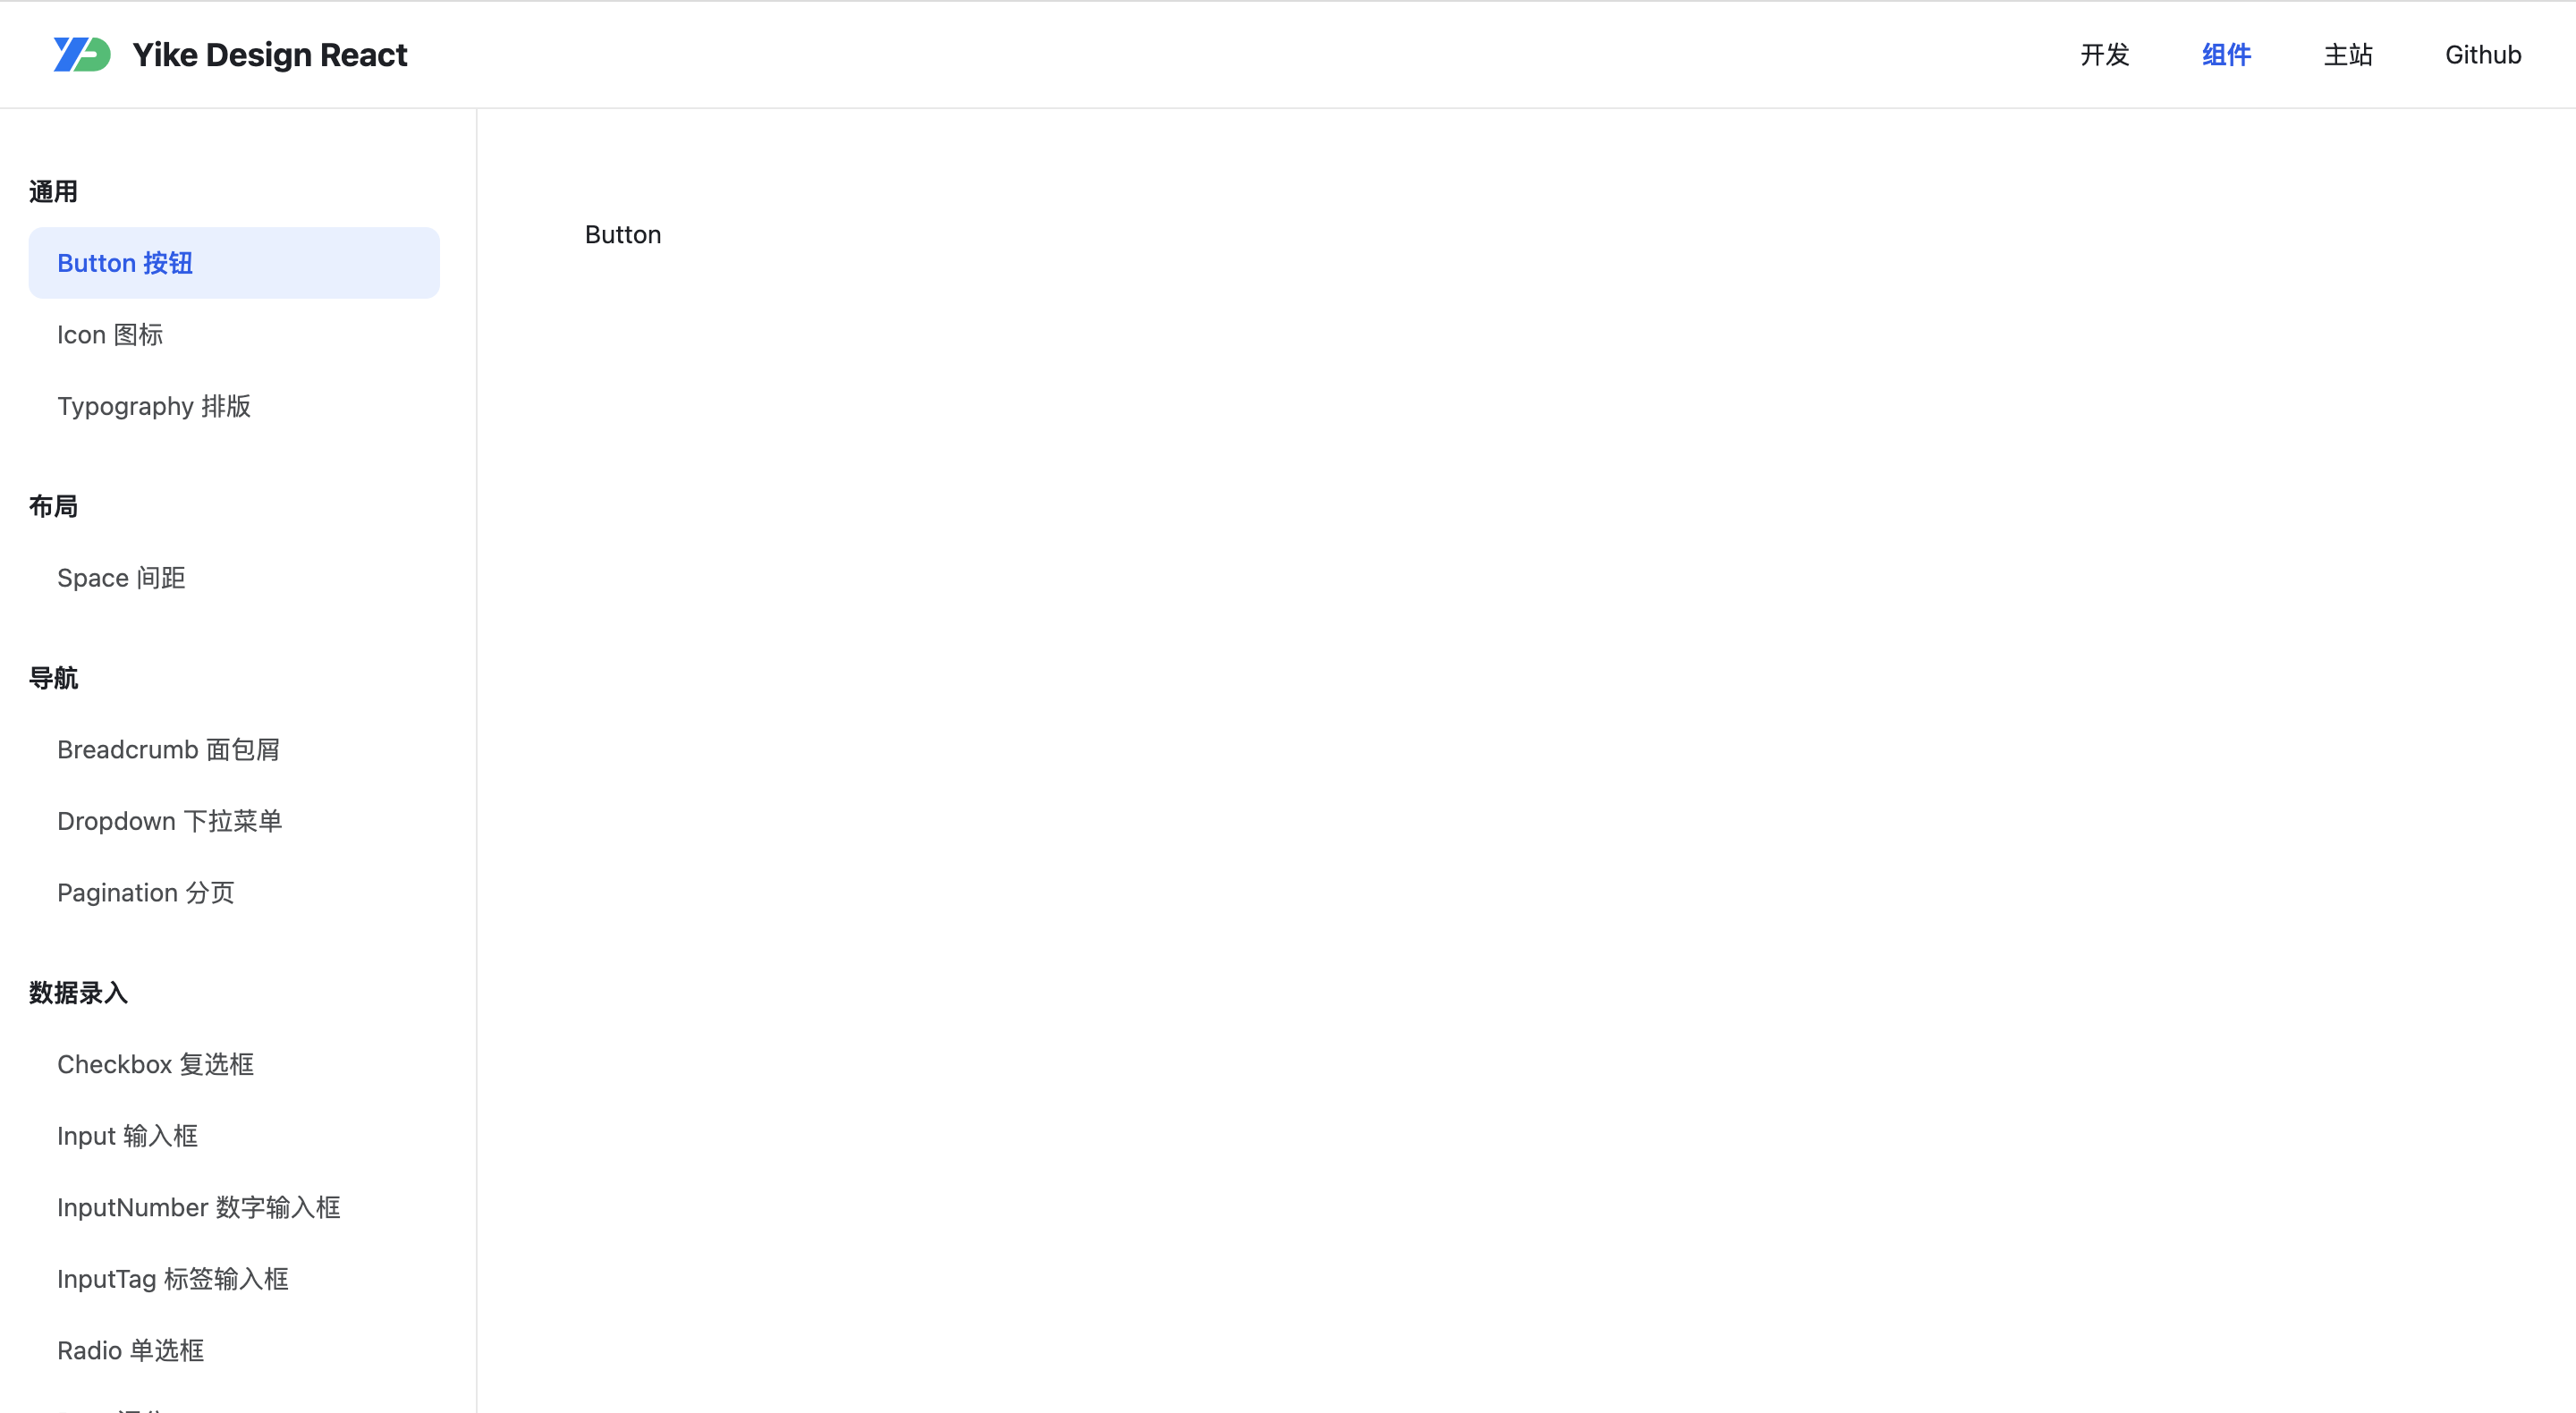 Yike Design React
开发
组件
主站
Github
通用
Button 按钮
Icon 图标
Typography 排版
布局
Space 间距
导航
Breadcrumb 面包屑
Dropdown 下拉菜单
Pagination 分页
数据录入
Checkbox 复选框
Input 输入框
InputNumber 数字输入框
InputTag 标签输入框
Radio 单选框
Button